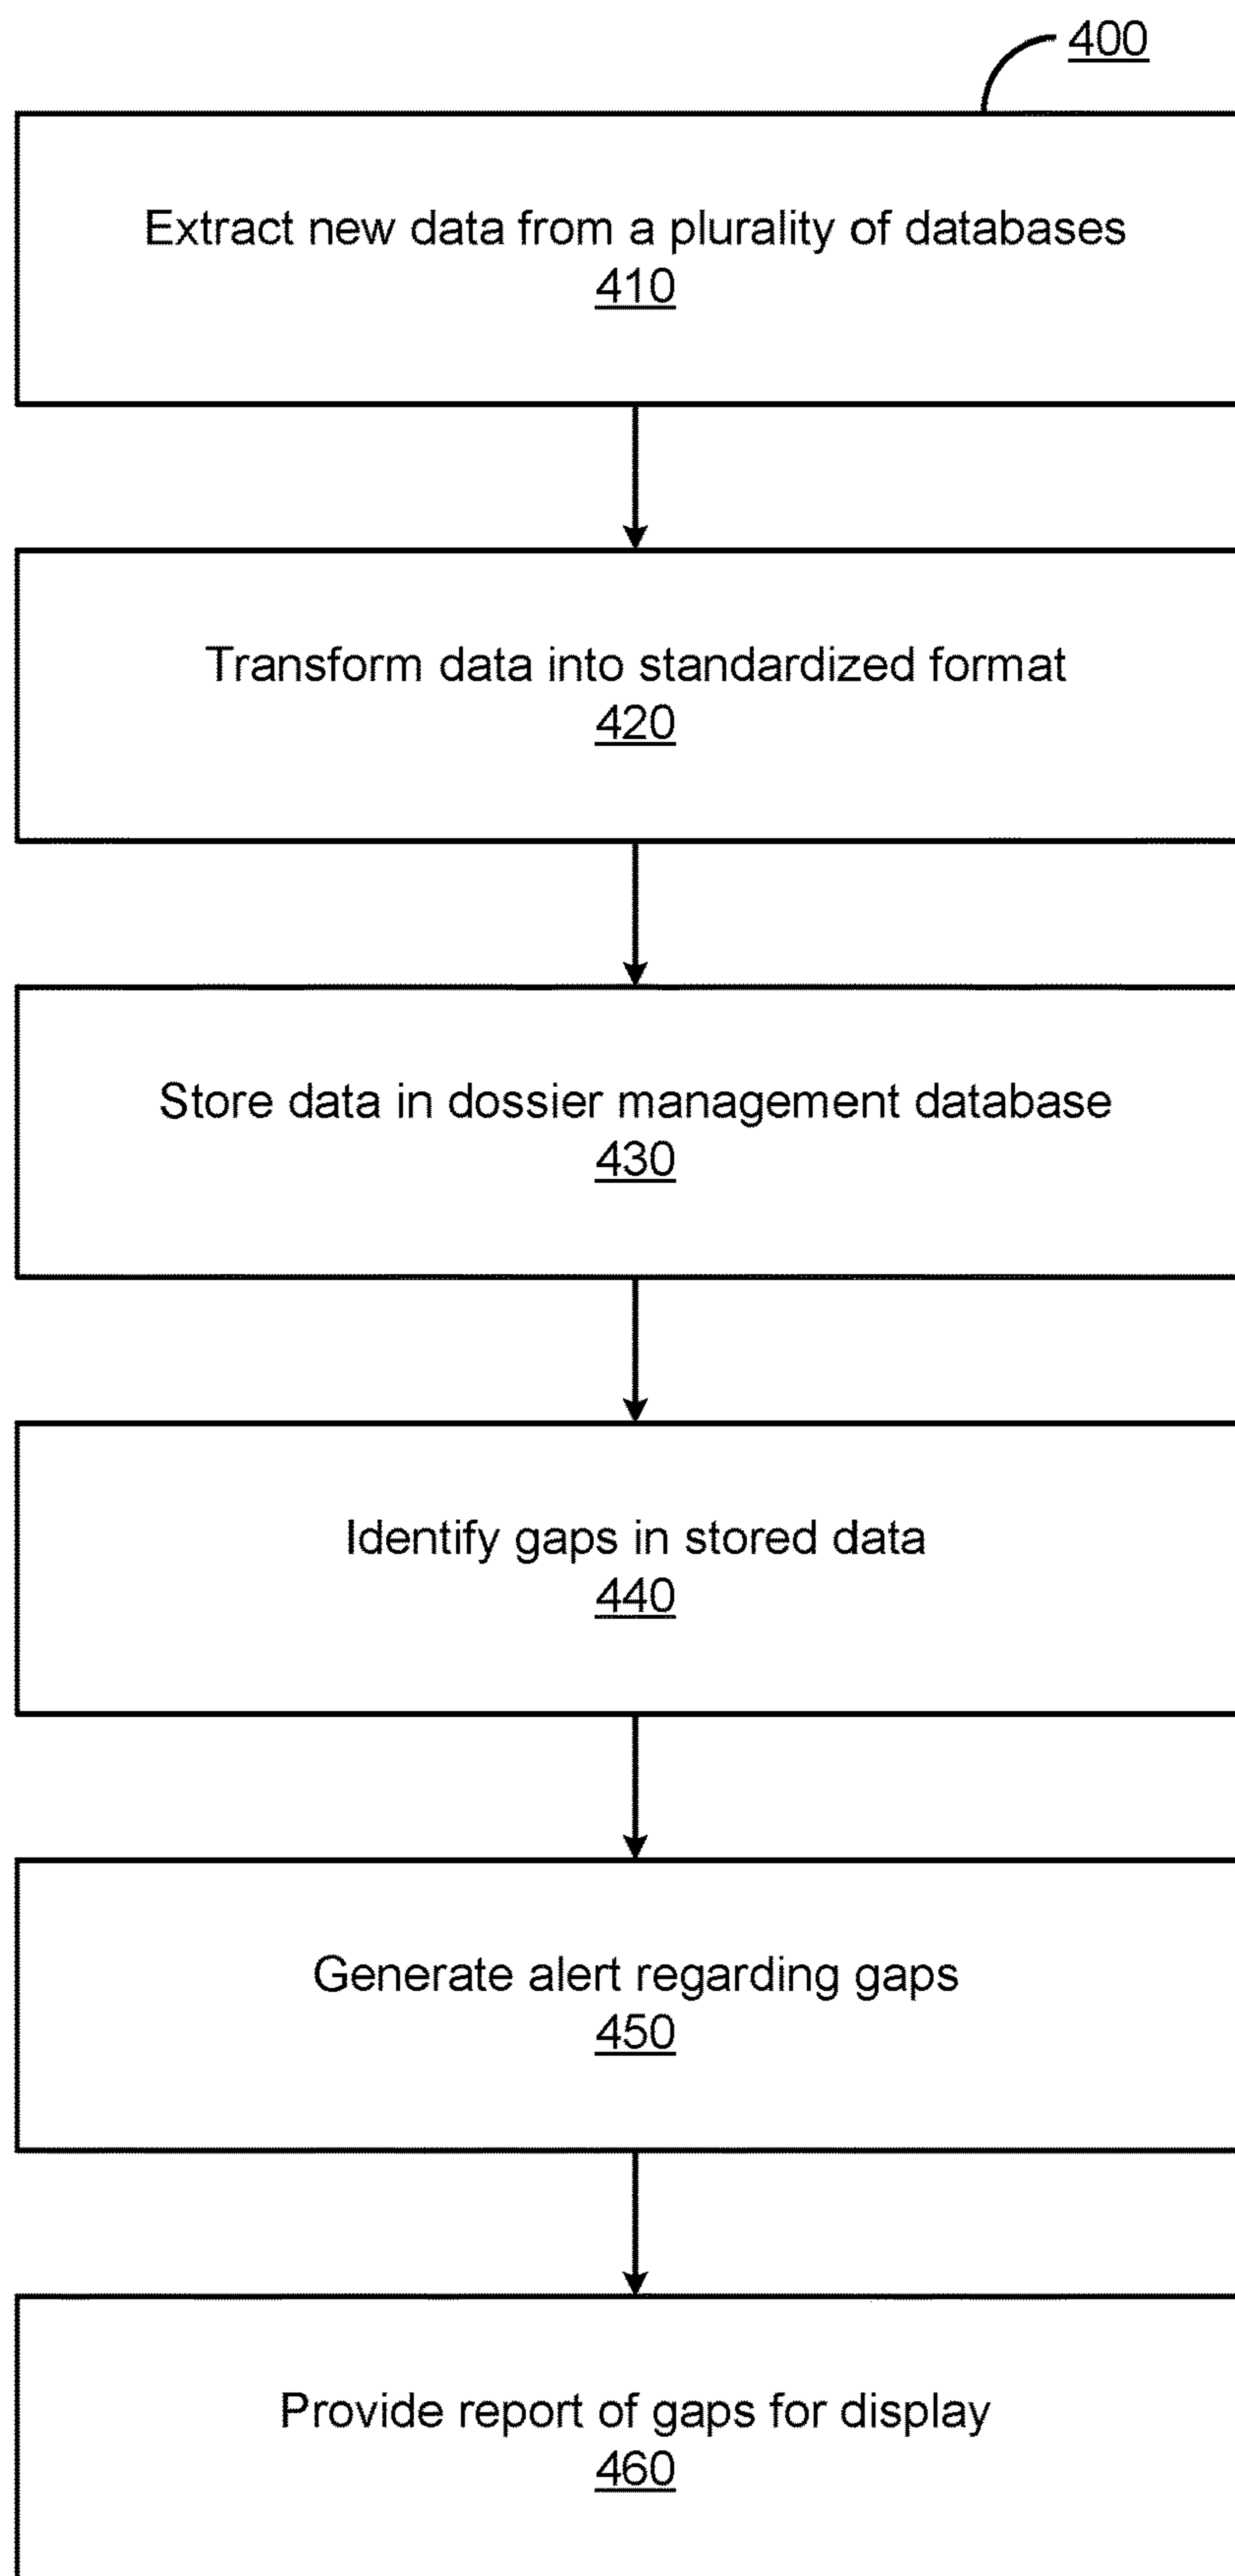 400
Extract new data from a plurality of databases
410
Transform data into standardized format
420
Store data in dossier management database
430
Identify gaps in stored data
440
Generate alert regarding gaps
450
Provide report of gaps for display
460